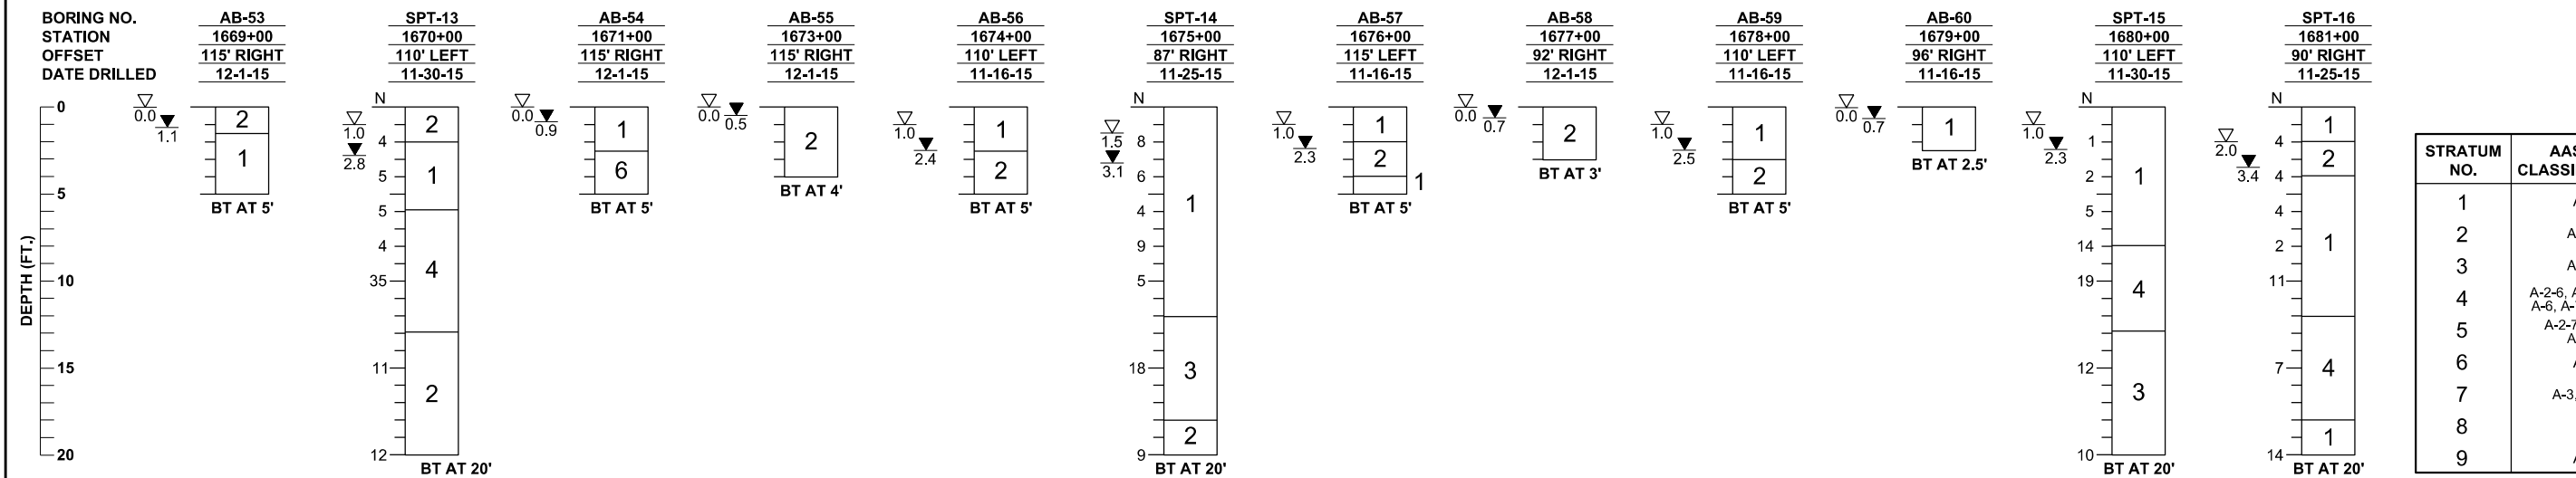 BORING NO. AB-53 SPT-13 AB-54 AB-55 AB-56 SPT-14 AB-57 AB-58 AB-59 AB-60 SPT-15 SPT-16
STATION 1669+00 1670+00 1671+00 1673+00 1674+00 1675+00 1676+00 1677+00 1678+00 1679+00 1680+00 1681+00
OFFSET 115' RIGHT 110' LEFT 115' RIGHT 115' RIGHT 110' LEFT 87' RIGHT 115' LEFT 92' RIGHT 110' LEFT 96' RIGHT 110' LEFT 90' RIGHT
DATE DRILLED 12-1-15 11-30-15 12-1-15 12-1-15 11-16-15 11-25-15 11-16-15 12-1-15 11-16-15 11-16-15 11-30-15 11-25-15
DEPTH (FT.)
0
5
10
15
20
0.0
1.1
2
1
BT AT 5'
N
1.0
2.8
4
5
5
4
35
11
12
2
1
4
2
BT AT 20'
0.0
0.9
1
6
BT AT 5'
0.0
0.5
2
BT AT 4'
1.0
2.4
1
2
BT AT 5'
N
1.5
3.1
8
6
4
9
5
18
9
1
3
2
BT AT 20'
1.0
2.3
1
2
1
BT AT 5'
0.0
0.7
2
BT AT 3'
1.0
2.5
1
2
BT AT 5'
0.0
0.7
1
BT AT 2.5'
N
1.0
2.3
1
2
5
14
19
12
10
1
4
3
BT AT 20'
N
2.0
3.4
4
4
4
2
11
7
14
1
2
1
4
1
BT AT 20'
STRATUM AAS
NO. CLASSI
1 A
2 A
3 A
4 A-2-6, A
A-6, A-
5 A-2-7
A
6 A
7 A-3,
8
9 A